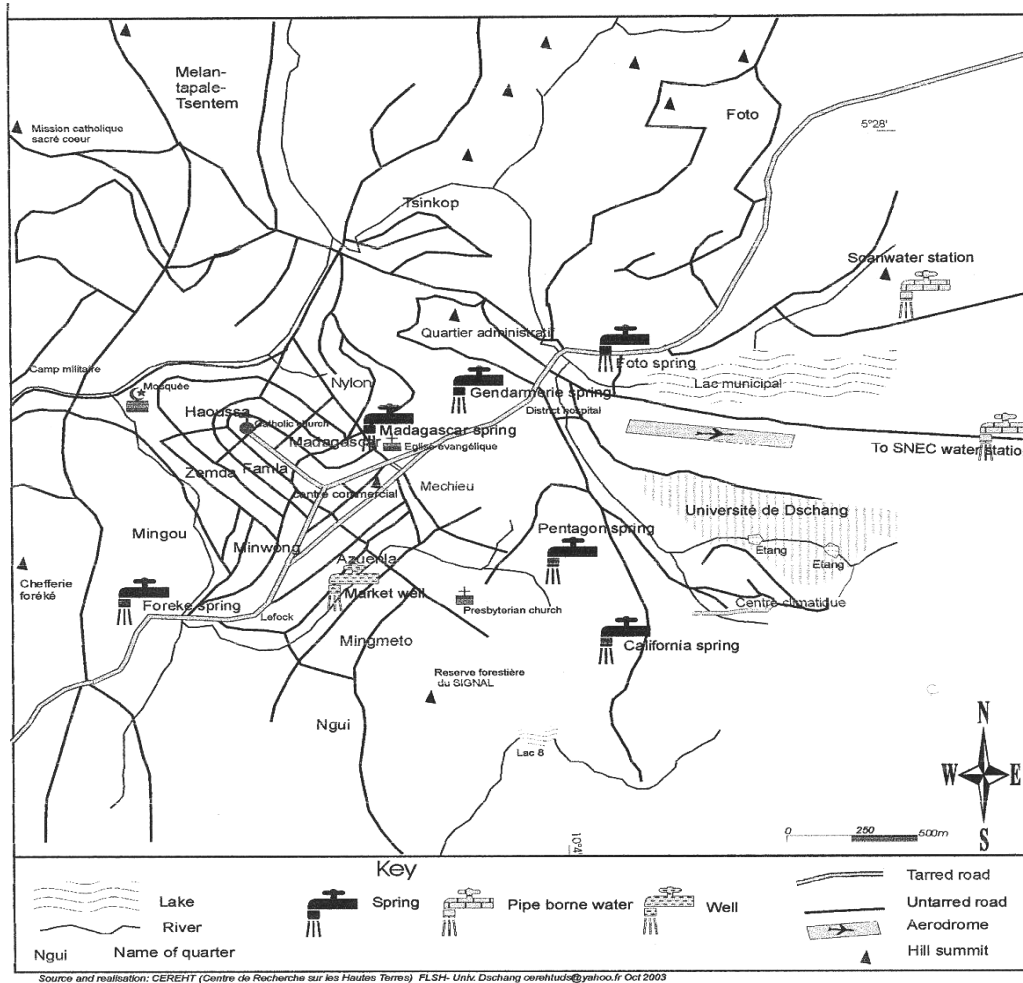 Melan-
tapale-
Tsentem
Mission catholique
sacré coeur
Foto
5°28'
Tsinkop
Scanwater station
Quartier administratif
Foto spring
Lac municipal
Camp militaire
Mosquée
Nylon
Gendarmerie spring
District hospital
Haoussa
Catholic church
Madagascar spring
Madagascar
Eglise évangélique
To SNEC water station
Zemda
Famla
Centre commercial
Mechieu
Université de Dschang
Mingou
Minwong
Pentagon spring
Azuenla
Etang
Etang
Chefferie
foréké
Foreke spring
Market well
Presbyterian church
Centre climatique
Lefock
Mingmeto
California spring
Reserve forestière
du SIGNAL
Ngui
Lac 8
N
W E
S
10°4'
0 250 500m
Key
Lake
River
Ngui Name of quarter
Spring
Pipe borne water
Well
Tarred road
Untarred road
Aerodrome
Hill summit
Source and realisation: CEREHT (Centre de Recherche sur les Hautes Terres) FLSH- Univ. Dschang cerehtuds@yahoo.fr Oct 2003